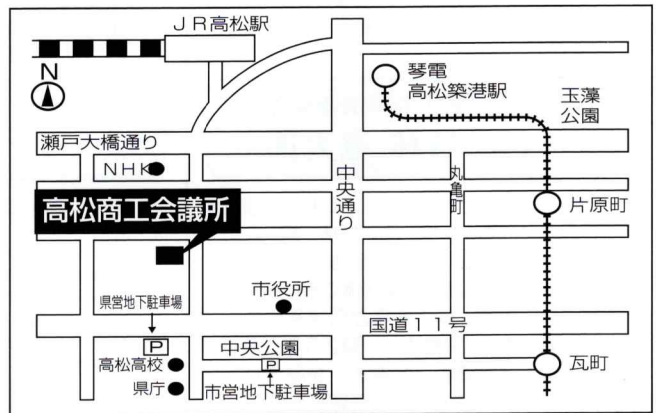 JR高松駅
N
琴電
高松築港駅
玉藻
公園
瀬戸大橋通り
NHK
中央通り
丸亀町
高松商工会議所
片原町
県営地下駐車場
市役所
国道11号
P
中央公園
P
高松高校
瓦町
県庁
市営地下駐車場